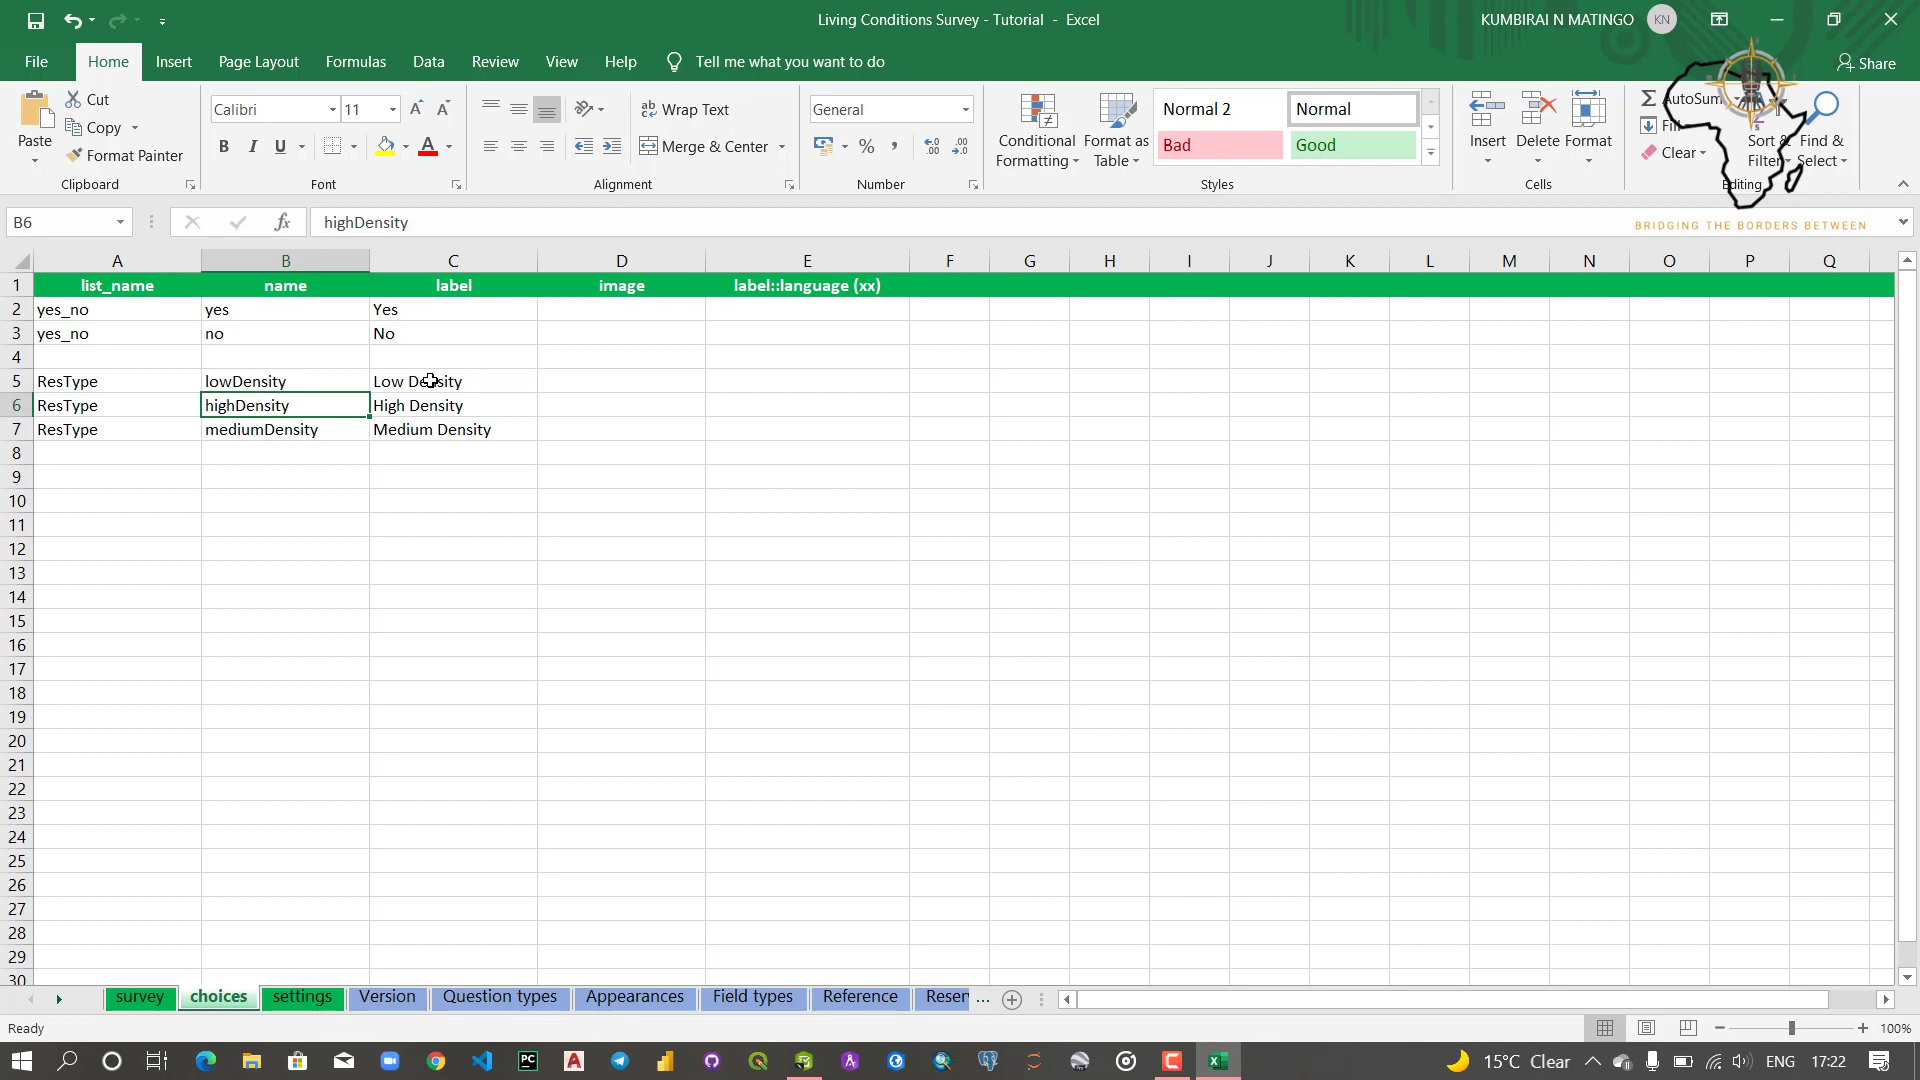 Living Conditions Survey - Tutorial - Excel
KUMBIRAI N MATINGO KN
File Home Insert Page Layout Formulas Data Review View Help Tell me what you want to do Share
Paste
Cut
Copy
Format Painter
Clipboard
Calibri 11
B I U
Font
Wrap Text
Merge & Center
Alignment
General
Number
Conditional Formatting
Format as Table
Normal 2 Normal
Bad Good
Styles
Insert Delete Format
Cells
AutoSum
Fill
Clear
Sort & Filter
Find & Select
Editing
BRIDGING THE BORDERS BETWEEN
B6 fx highDensity
A B C D E F G H I J K L M N O P Q
1 list_name name label image label::language (xx)
2 yes_no yes Yes
3 yes_no no No
4
5 ResType lowDensity Low Density
6 ResType highDensity High Density
7 ResType mediumDensity Medium Density
8
9
10
11
12
13
14
15
16
17
18
19
20
21
22
23
24
25
26
27
28
29
30
survey choices settings Version Question types Appearances Field types Reference Reser ...
Ready 100%
15°C Clear ENG 17:22